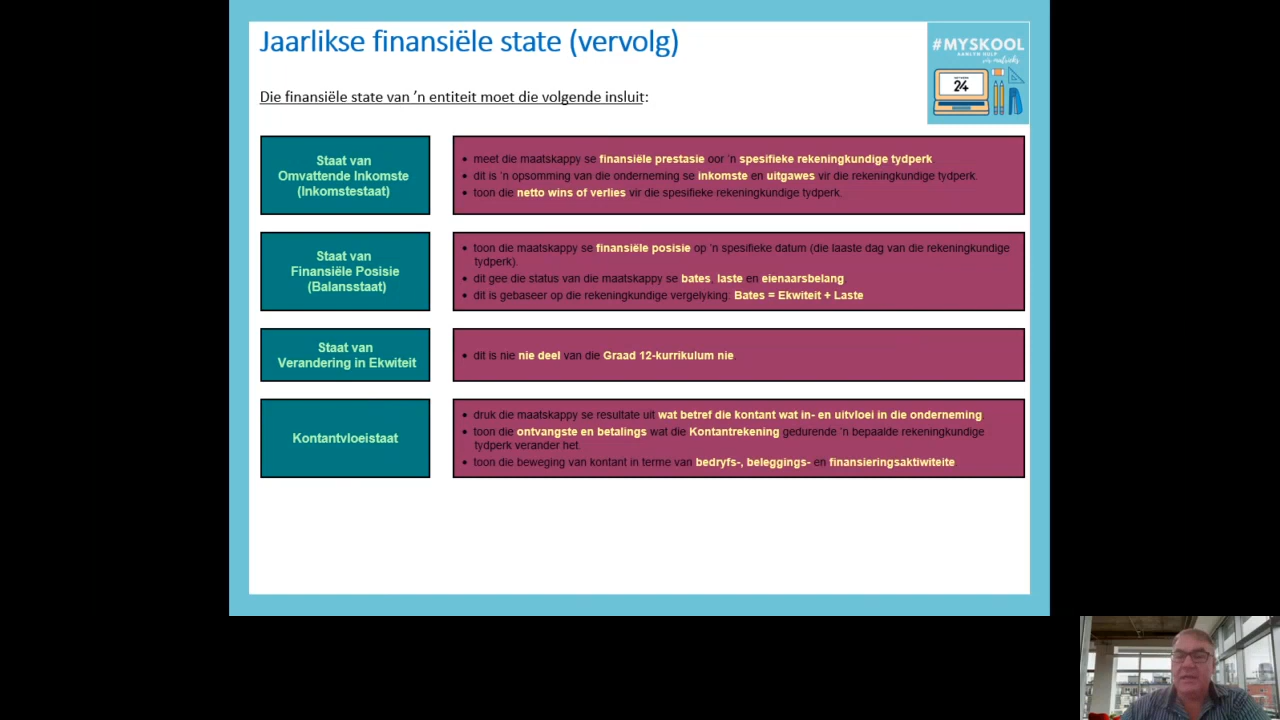 Jaarlikse finansiële state (vervolg)
#MYSKOOL
AANLYN HULP
vir matrieks
24
Die finansiële state van ’n entiteit moet die volgende insluit:
Staat van
Omvattende Inkomste
(Inkomstestaat)
• meet die maatskappy se finansiële prestasie oor ’n spesifieke rekeningkundige tydperk
• dit is ’n opsomming van die onderneming se inkomste en uitgawes vir die rekeningkundige tydperk.
• toon die netto wins of verlies vir die spesifieke rekeningkundige tydperk.
Staat van
Finansiële Posisie
(Balansstaat)
• toon die maatskappy se finansiële posisie op ’n spesifieke datum (die laaste dag van die rekeningkundige
tydperk).
• dit gee die status van die maatskappy se bates, laste en eienaarsbelang
• dit is gebaseer op die rekeningkundige vergelyking: Bates = Ekwiteit + Laste
Staat van
Verandering in Ekwiteit
• dit is nie nie deel van die Graad 12-kurrikulum nie
Kontantvloeistaat
• druk die maatskappy se resultate uit wat betref die kontant wat in- en uitvloei in die onderneming
• toon die ontvangste en betalings wat die Kontantrekening gedurende ’n bepaalde rekeningkundige
tydperk verander het.
• toon die beweging van kontant in terme van bedryfs-, beleggings- en finansieringsaktiwiteite